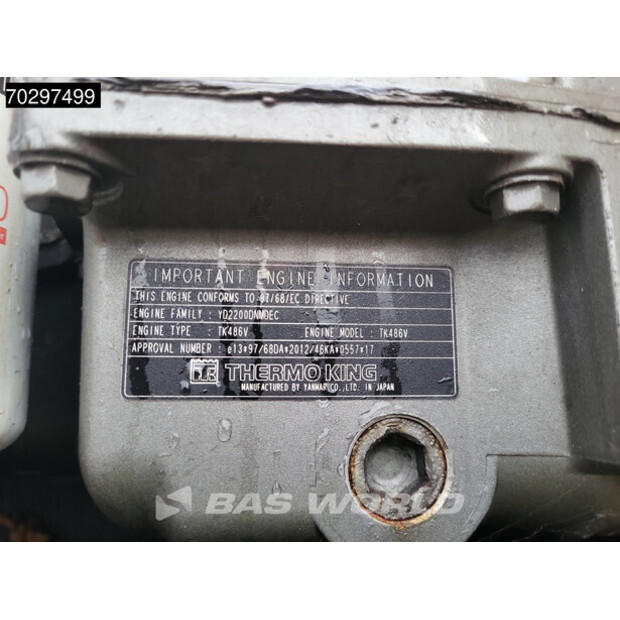 70297499
IMPORTANT ENGINE INFORMATION
THIS ENGINE CONFORMS TO 97/68/EC DIRECTIVE
ENGINE FAMILY : YD2200DNMDEC
ENGINE TYPE : TK486V ENGINE MODEL : TK486V
APPROVAL NUMBER : e13*97/68DA*2012/46KA*0557*17
THERMO KING
MANUFACTURED BY YANMAR CO., LTD. IN JAPAN
BAS WORLD